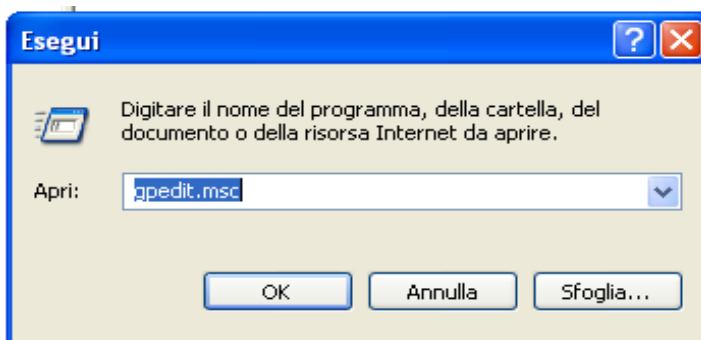 Esegui
Digitare il nome del programma, della cartella, del
documento o della risorsa Internet da aprire.
Apri: gpedit.msc
OK Annulla Sfoglia...